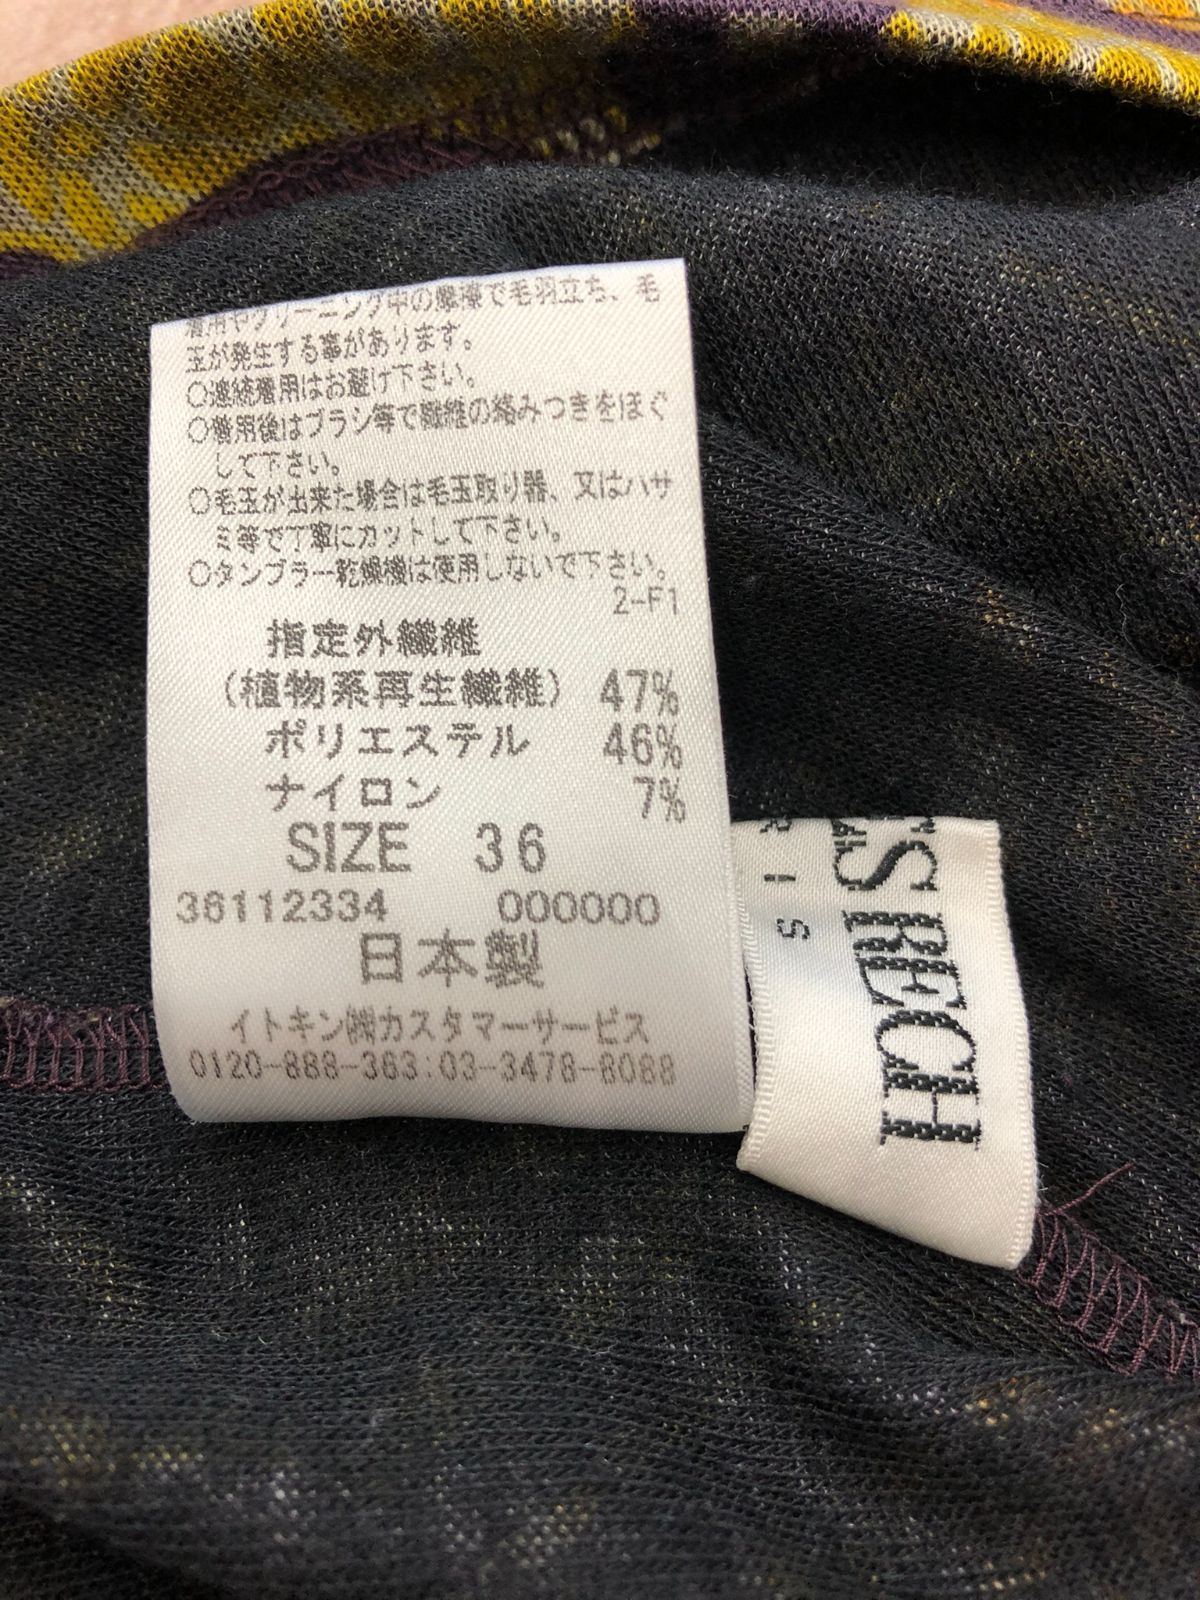 着用やクリーニング中の摩擦で毛羽立ち、毛
玉が発生する事があります。
○連続着用はお避け下さい。
○着用後はブラシ等で繊維の絡みつきをほぐ
して下さい。
○毛玉が出来た場合は毛玉取り器、又はハサ
ミ等で丁寧にカットして下さい。
○タンブラー乾燥機は使用しないで下さい。
2-F1
指定外繊維
(植物系再生繊維) 47%
ポリエステル 46%
ナイロン 7%
SIZE 36
36112334 000000
日本製
イトキン㈱カスタマーサービス
0120-888-363:03-3478-8088
S RECH
R I S